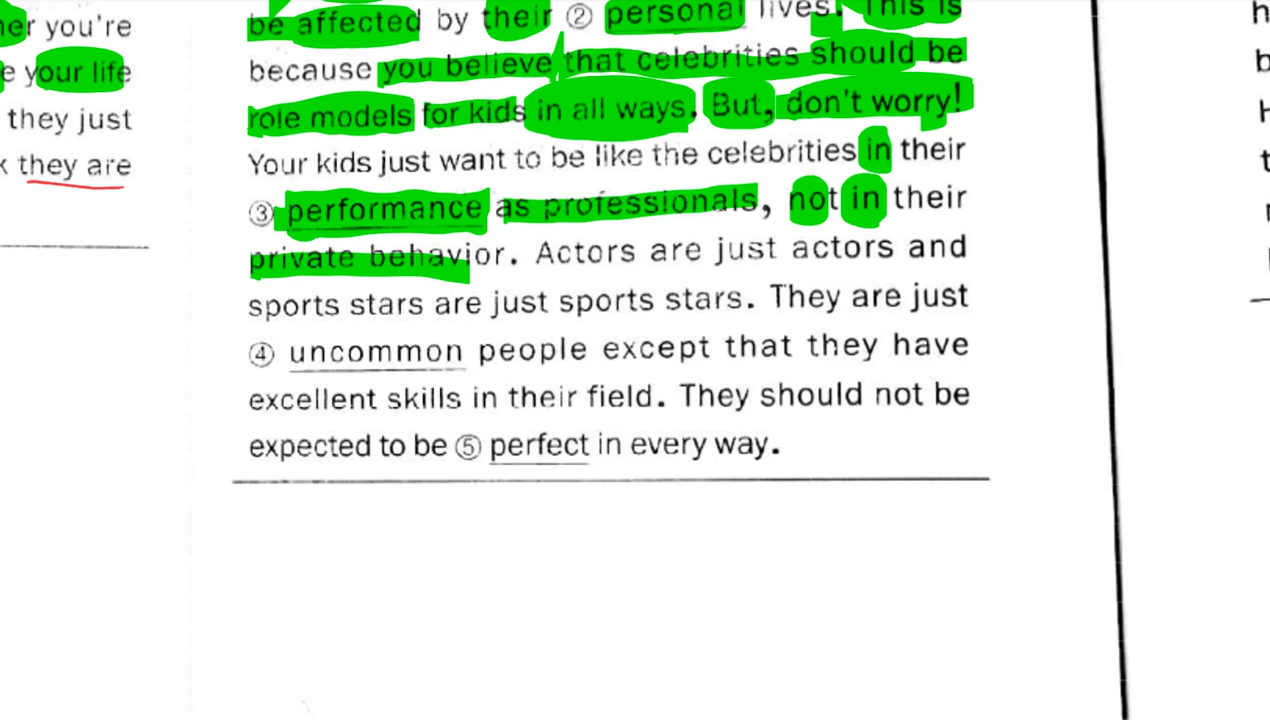 er you're
e your life
they just
k they are
be affected by their ② personal lives. This is
because you believe that celebrities should be
role models for kids in all ways. But, don't worry!
Your kids just want to be like the celebrities in their
③ performance as professionals, not in their
private behavior. Actors are just actors and
sports stars are just sports stars. They are just
④ uncommon people except that they have
excellent skills in their field. They should not be
expected to be ⑤ perfect in every way.